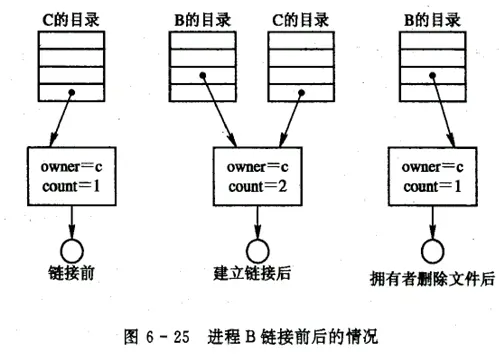 C的目录
B的目录
C的目录
B的目录
owner=c
count=1
owner=c
count=2
owner=c
count=1
链接前
建立链接后
拥有者删除文件后
图 6-25 进程 B 链接前后的情况